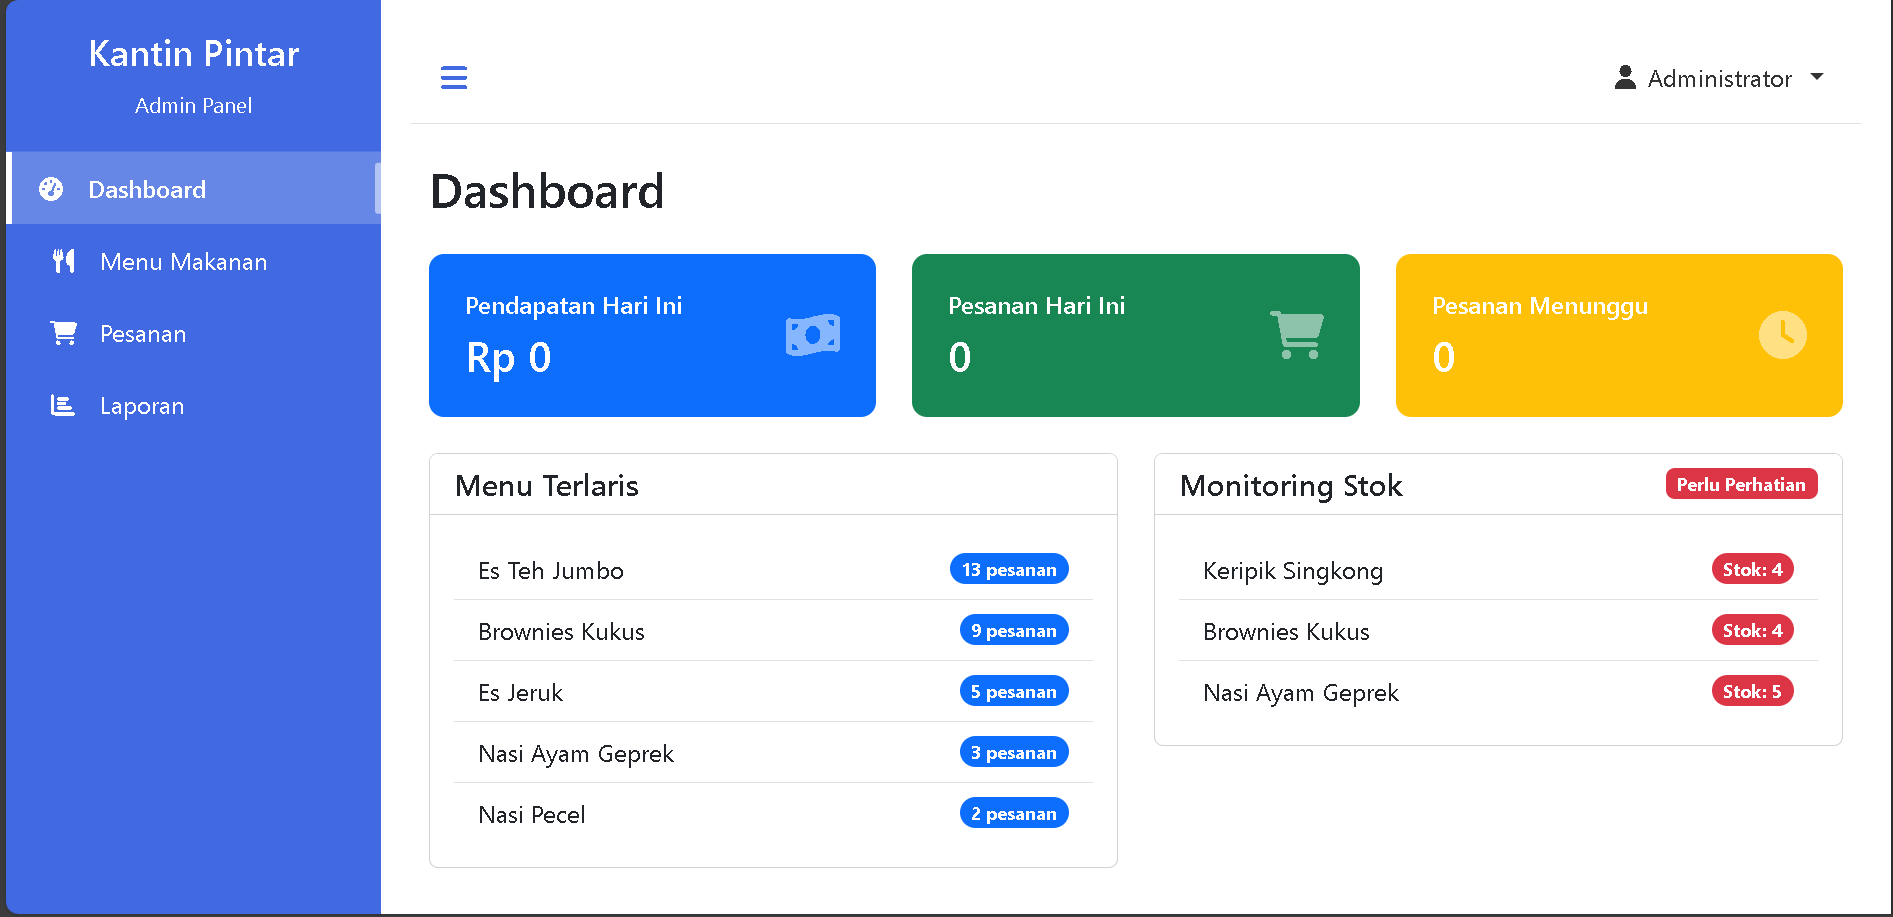 Kantin Pintar
Admin Panel
Dashboard
Menu Makanan
Pesanan
Laporan
Administrator
Dashboard
Pendapatan Hari Ini
Rp 0
Pesanan Hari Ini
0
Pesanan Menunggu
0
Menu Terlaris
Es Teh Jumbo 13 pesanan
Brownies Kukus 9 pesanan
Es Jeruk 5 pesanan
Nasi Ayam Geprek 3 pesanan
Nasi Pecel 2 pesanan
Monitoring Stok Perlu Perhatian
Keripik Singkong Stok: 4
Brownies Kukus Stok: 4
Nasi Ayam Geprek Stok: 5